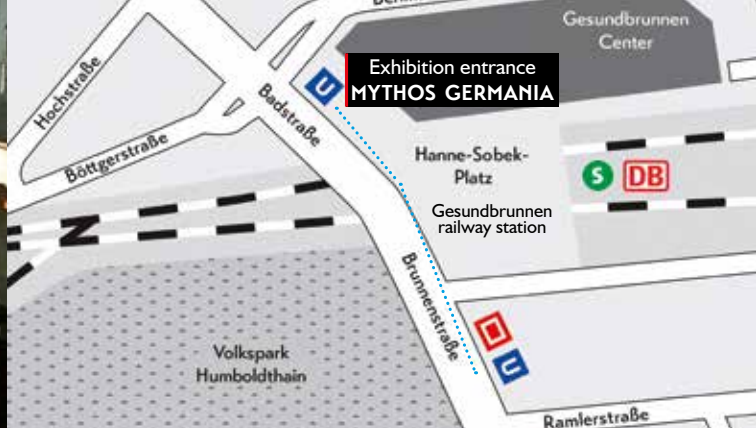 Gesundbrunnen
Center
Exhibition entrance
MYTHOS GERMANIA
U
Hochstraße
Badstraße
Böttgerstraße
Hanne-Sobek-
Platz
S
DB
Gesundbrunnen
railway station
Brunnenstraße
Volkspark
Humboldthain
U
Ramlerstraße